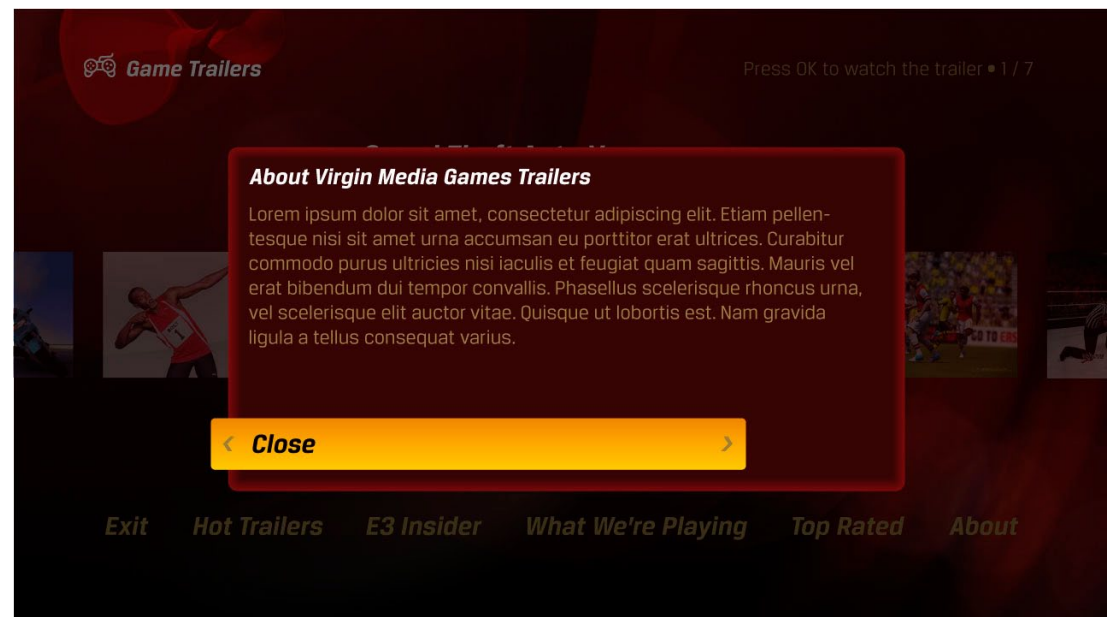 Game Trailers
Press OK to watch the trailer • 1 / 7
About Virgin Media Games Trailers
Lorem ipsum dolor sit amet, consectetur adipiscing elit. Etiam pellen-
tesque nisi sit amet urna accumsan eu porttitor erat ultrices. Curabitur
commodo purus ultricies nisi iaculis et feugiat quam sagittis. Mauris vel
erat bibendum dui tempor convallis. Phasellus scelerisque rhoncus urna,
vel scelerisque elit auctor vitae. Quisque ut lobortis est. Nam gravida
ligula a tellus consequat varius.
Close
Exit Hot Trailers E3 Insider What We're Playing Top Rated About